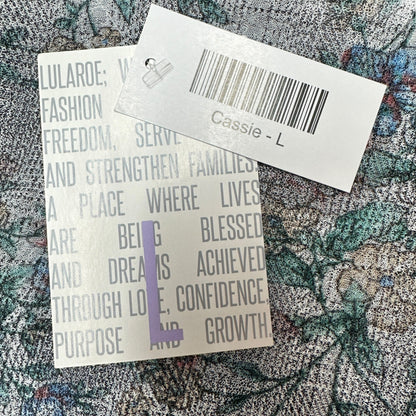 LULAROE; W
FASHION
FREEDOM, SERVE
AND STRENGTHEN FAMILIES,
A PLACE WHERE LIVES
ARE BEING BLESSED
AND DREAMS ACHIEVED
THROUGH LOVE, CONFIDENCE,
PURPOSE AND GROWTH.
L
Cassie - L